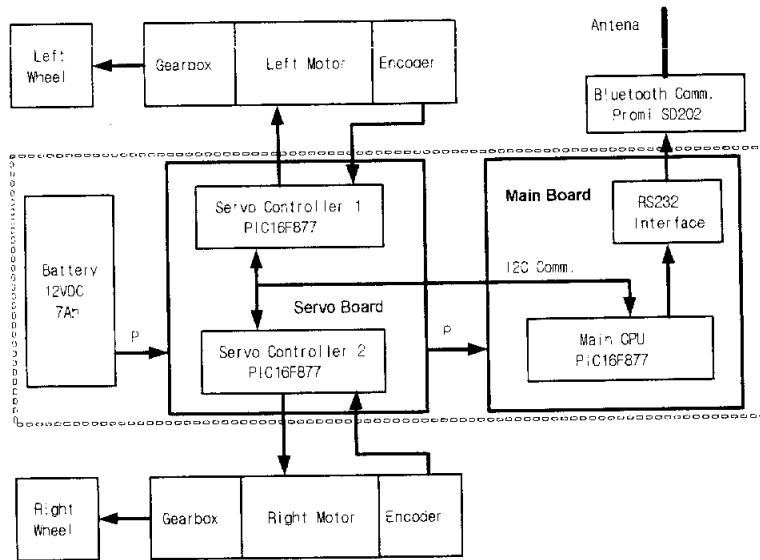 Left
Wheel
Gearbox
Left Motor
Encoder
Antena
Bluetooth Comm.
Promi SD202
Battery
12VDC
7Ah
P
Servo Controller 1
PIC16F877
Servo Board
Servo Controller 2
PIC16F877
I2C Comm.
P
Main Board
RS232
Interface
Main CPU
PIC16F877
Right
Wheel
Gearbox
Right Motor
Encoder